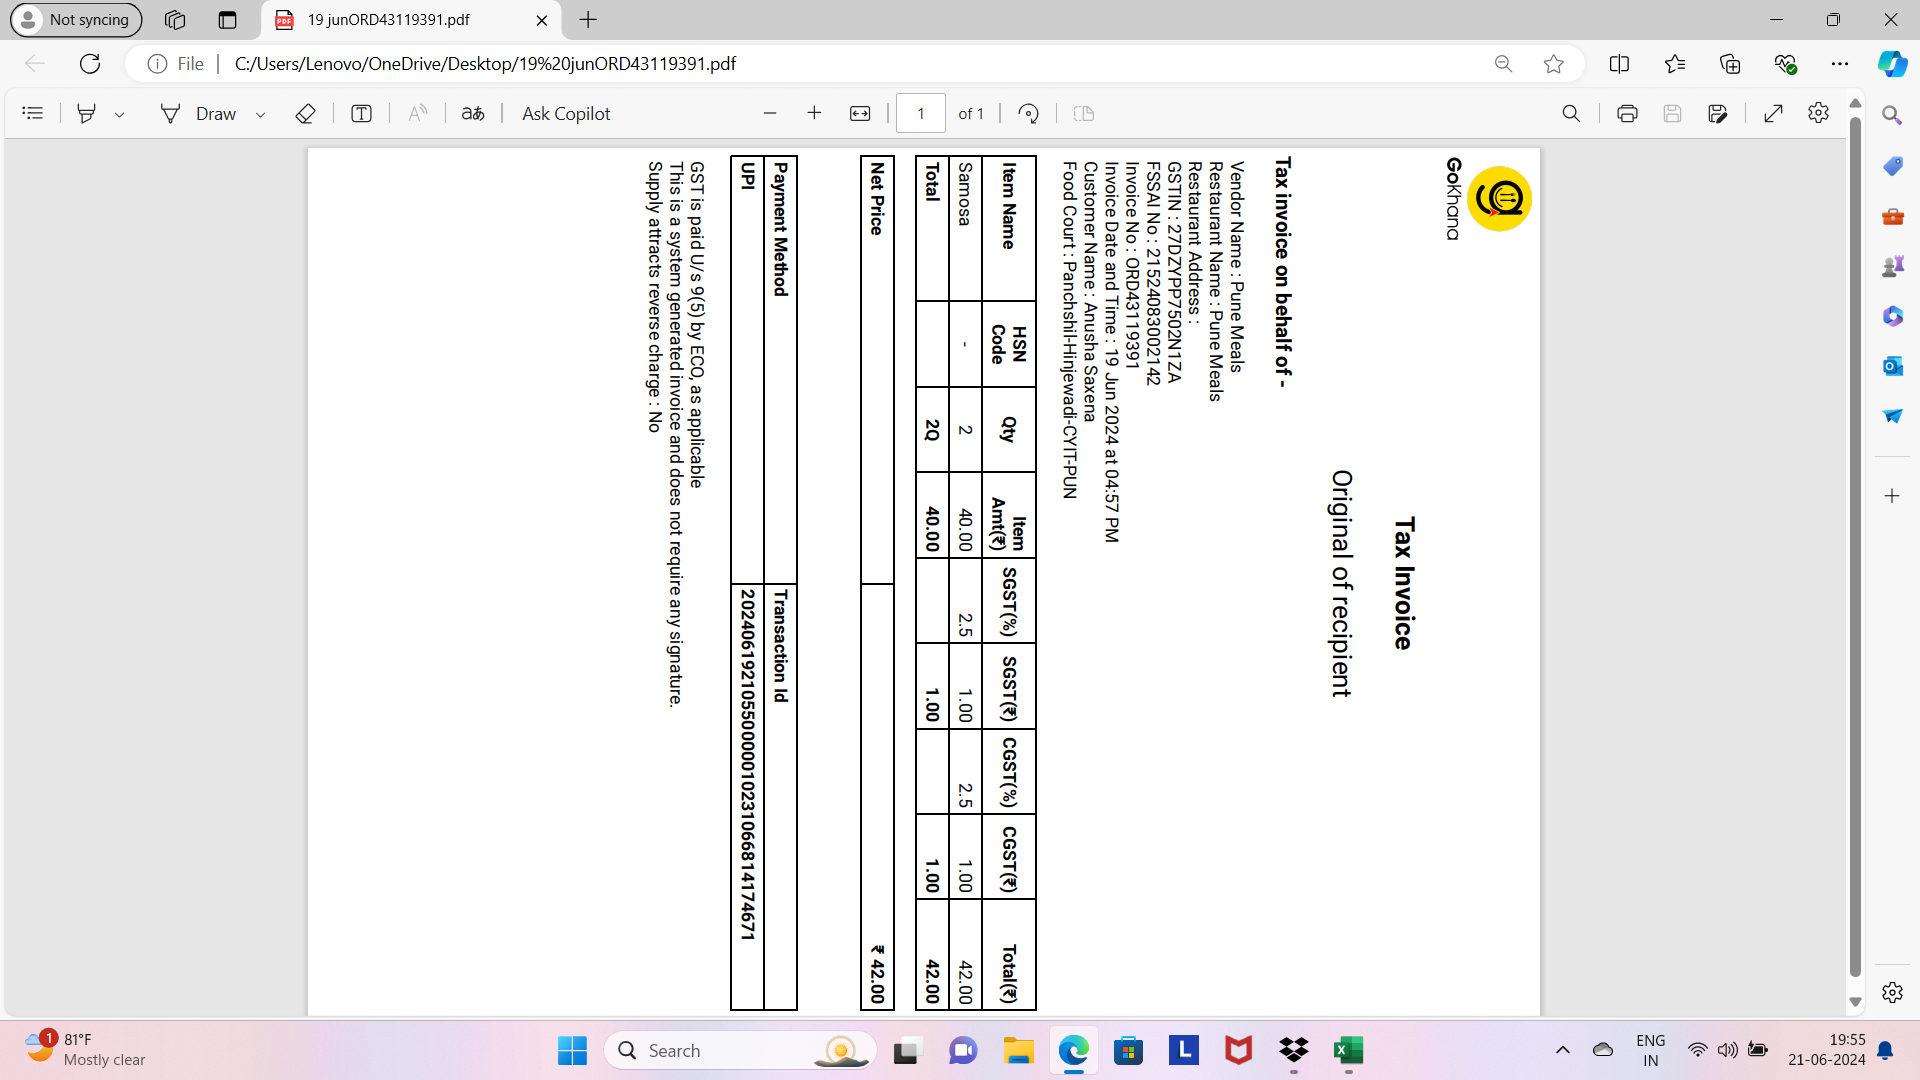 Not syncing
19 junORD43119391.pdf
File
C:/Users/Lenovo/OneDrive/Desktop/19%20junORD43119391.pdf
Draw
aあ
Ask Copilot
1
of 1
GoKhana
Tax Invoice
Original of recipient
Tax invoice on behalf of -
Vendor Name : Pune Meals
Restaurant Name : Pune Meals
Restaurant Address :
GSTIN : 27DZYPP7502N1ZA
FSSAI No : 21524083002142
Invoice No : ORD43119391
Invoice Date and Time : 19 Jun 2024 at 04:57 PM
Customer Name : Anusha Saxena
Food Court : Panchshil-Hinjewadi-CYIT-PUN
Item Name HSN Code Qty Item Amt(₹) SGST(%) SGST(₹) CGST(%) CGST(₹) Total(₹)
Samosa - 2 40.00 2.5 1.00 2.5 1.00 42.00
Total 2Q 40.00 1.00 1.00 42.00
Net Price ₹ 42.00
Payment Method Transaction Id
UPI 20240619210550000010231066814174671
GST is paid U/s 9(5) by ECO, as applicable
This is a system generated invoice and does not require any signature.
Supply attracts reverse charge : No
1
81°F
Mostly clear
Search
L
ENG
IN
19:55
21-06-2024